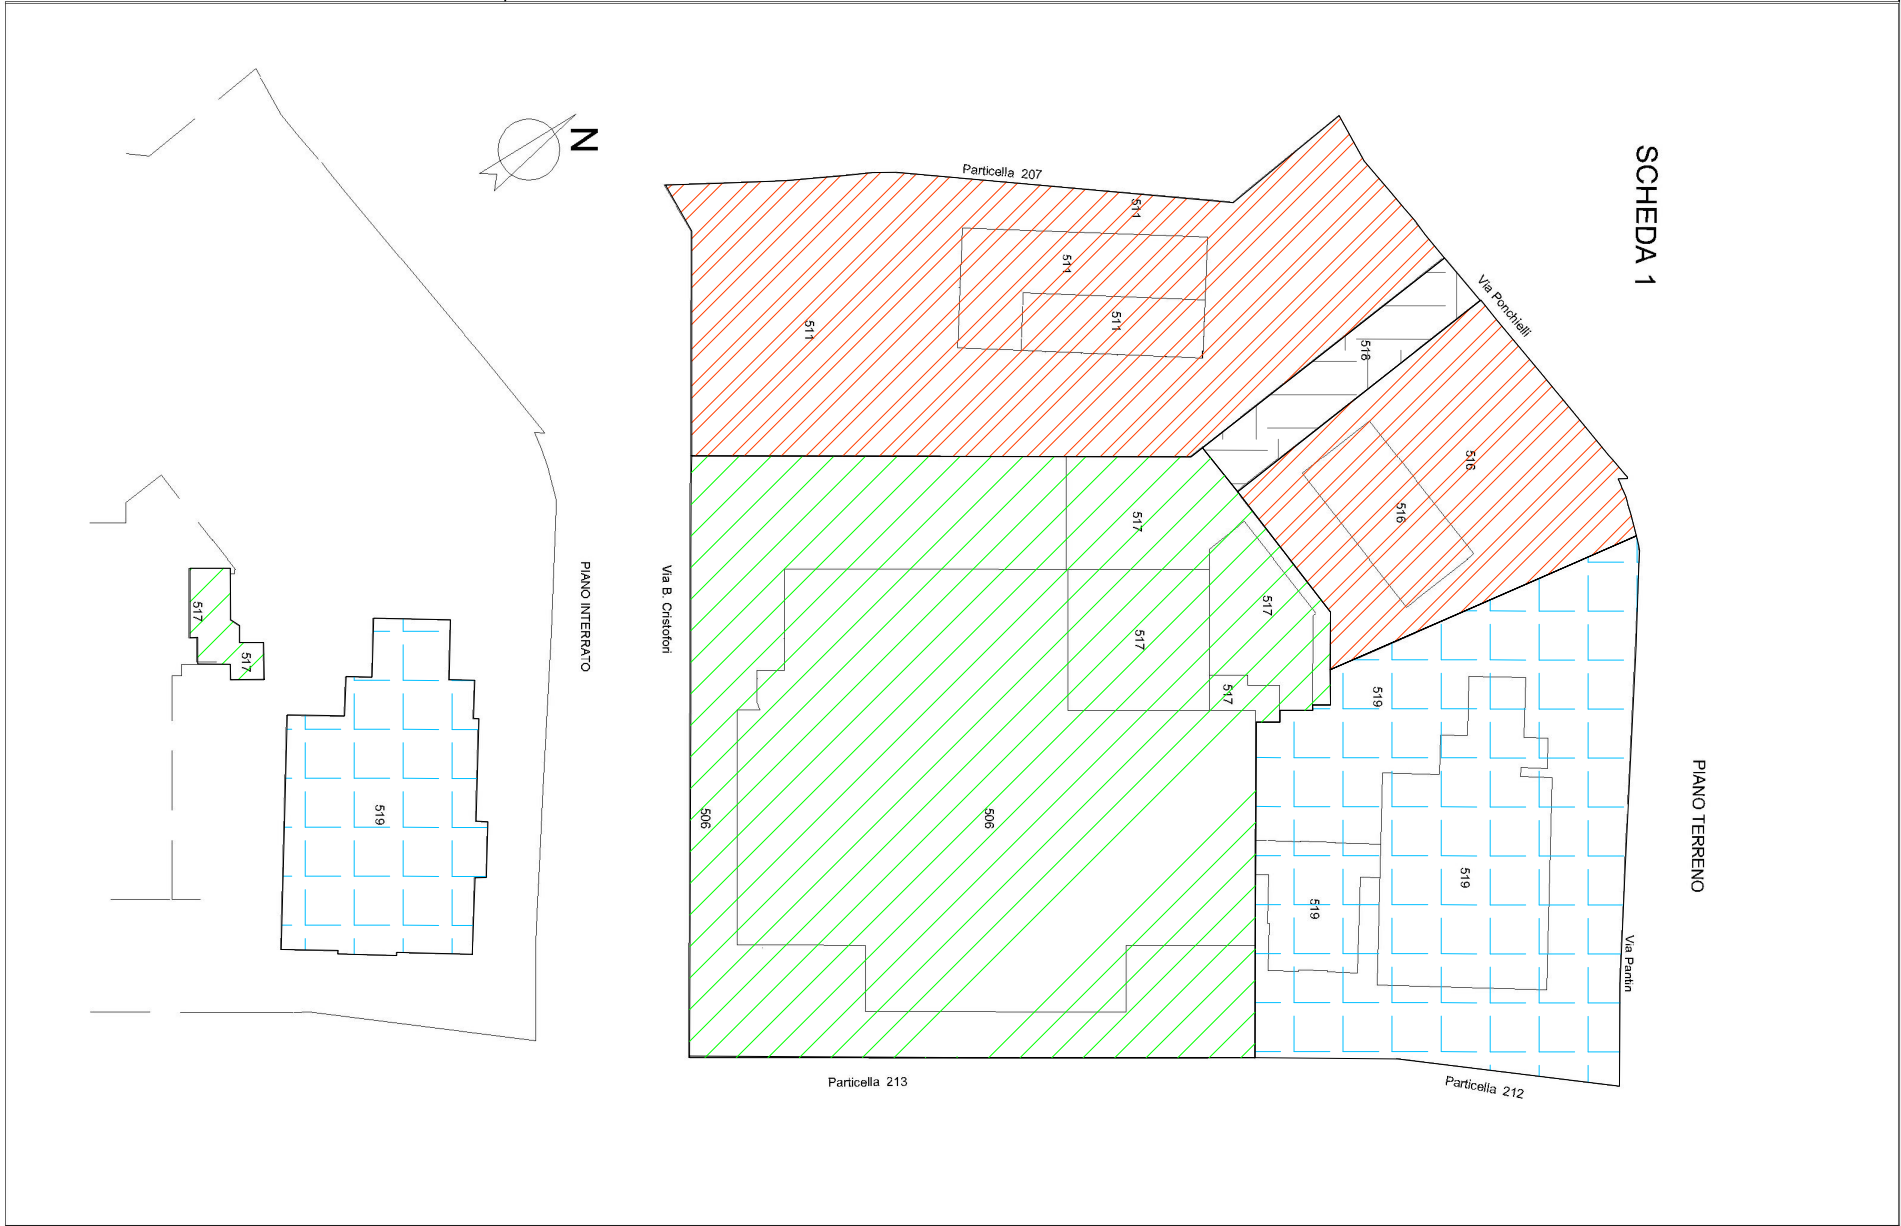 SCHEDA 1
N
Particella 207
511
511
511
511
Via Ponchielli
518
516
516
517
517
517
517
Via B. Cristofori
506
506
519
519
519
Via Pantin
PIANO TERRENO
Particella 213
Particella 212
PIANO INTERRATO
517
517
519